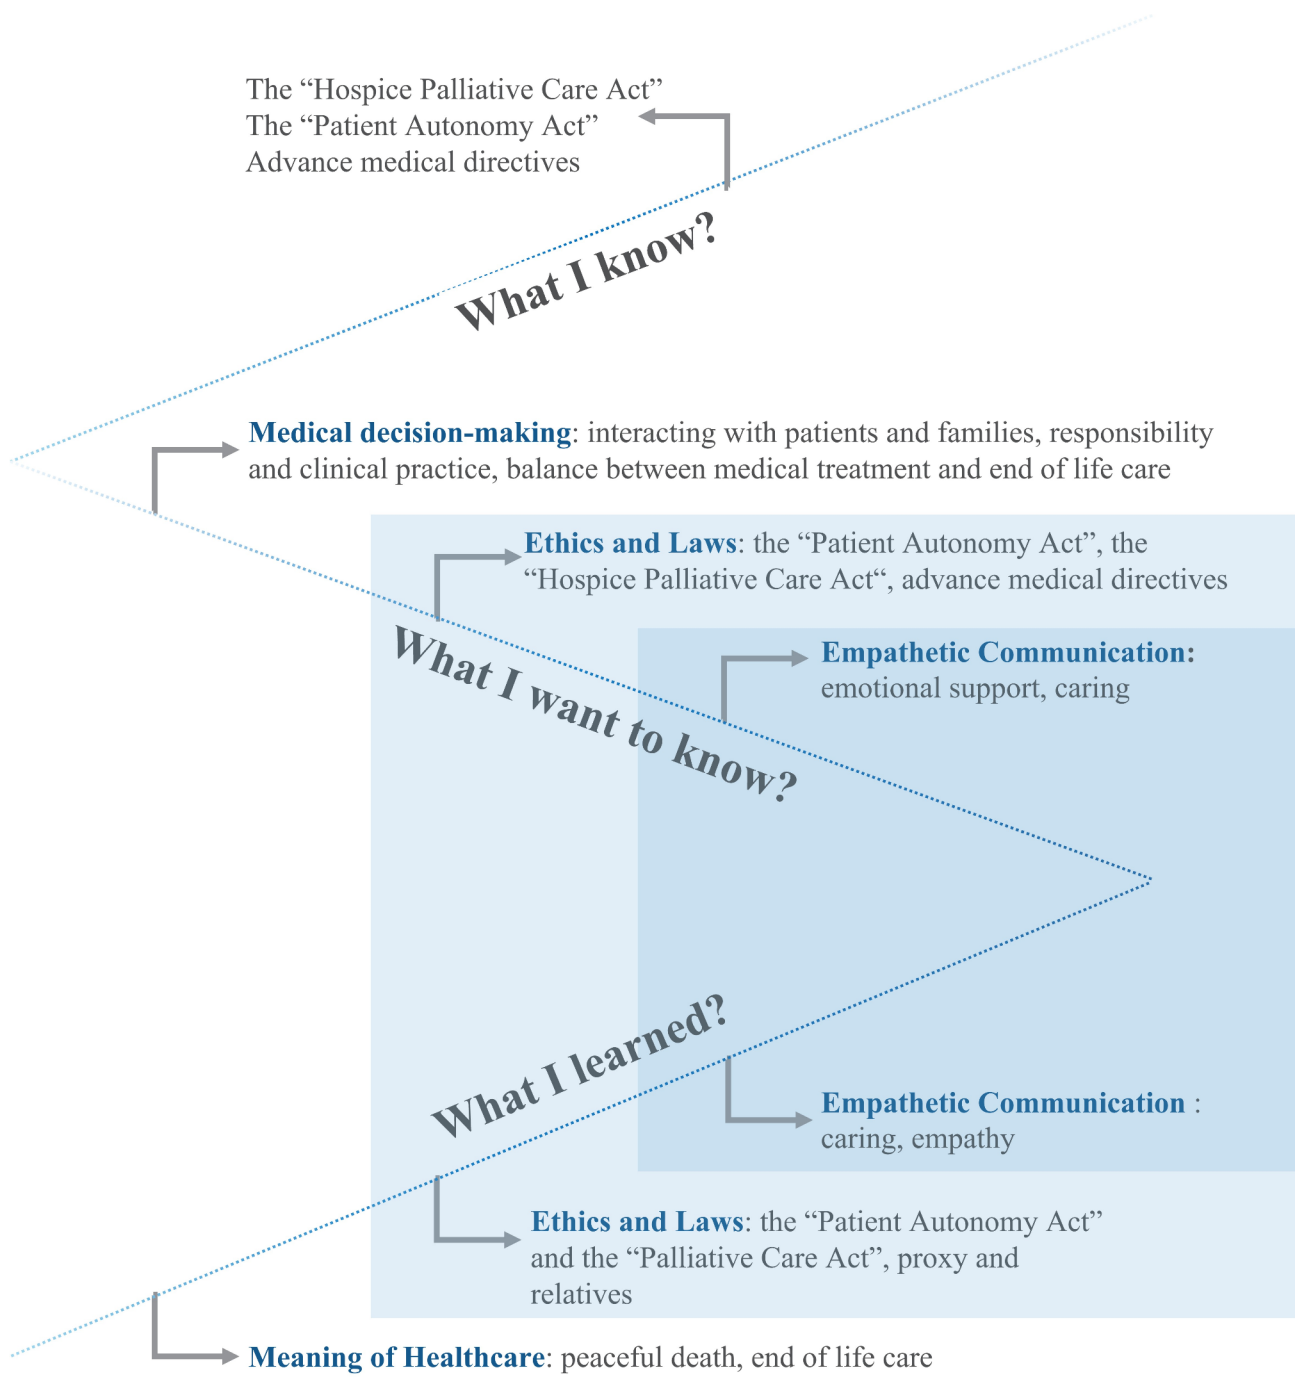 The “Hospice Palliative Care Act”
The “Patient Autonomy Act”
Advance medical directives
What I know?
Medical decision-making: interacting with patients and families, responsibility
and clinical practice, balance between medical treatment and end of life care
Ethics and Laws: the “Patient Autonomy Act”, the
“Hospice Palliative Care Act“, advance medical directives
What I want to know?
Empathetic Communication:
emotional support, caring
What I learned?
Empathetic Communication :
caring, empathy
Ethics and Laws: the “Patient Autonomy Act”
and the “Palliative Care Act”, proxy and
relatives
Meaning of Healthcare: peaceful death, end of life care